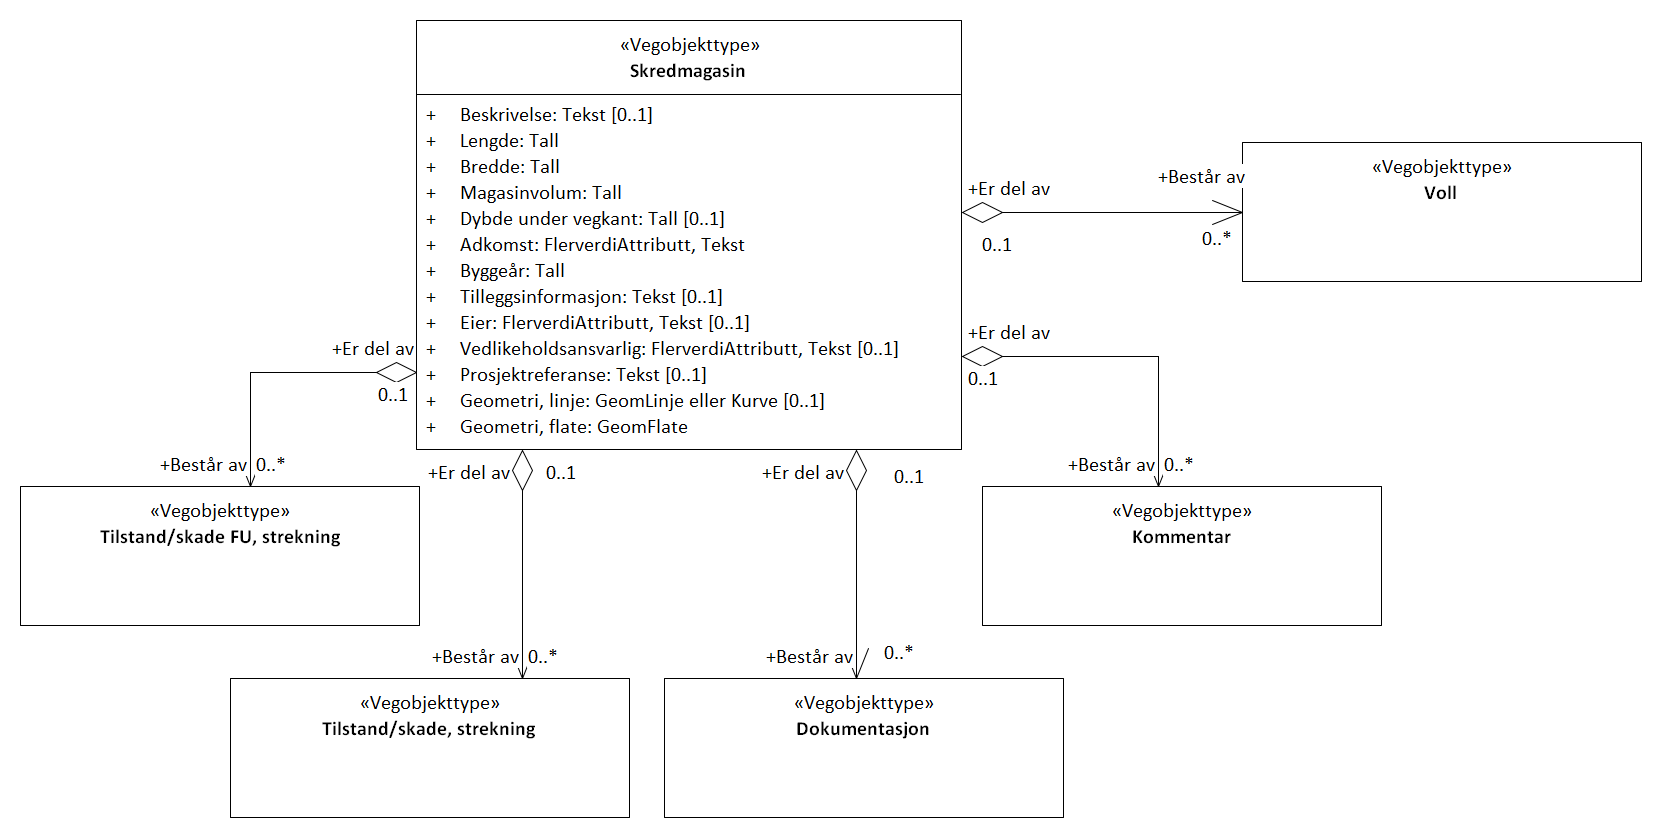 «Vegobjekttype»
Skredmagasin
+ Beskrivelse: Tekst [0..1]
+ Lengde: Tall
+ Bredde: Tall
+ Magasinvolum: Tall
+ Dybde under vegkant: Tall [0..1]
+ Adkomst: FlerverdiAttributt, Tekst
+ Byggeår: Tall
+ Tilleggsinformasjon: Tekst [0..1]
+ Eier: FlerverdiAttributt, Tekst [0..1]
+ Vedlikeholdsansvarlig: FlerverdiAttributt, Tekst [0..1]
+ Prosjektreferanse: Tekst [0..1]
+ Geometri, linje: GeomLinje eller Kurve [0..1]
+ Geometri, flate: GeomFlate
+Er del av
0..1
+Består av
0..*
«Vegobjekttype»
Voll
+Er del av
0..1
+Består av 0..*
«Vegobjekttype»
Kommentar
+Er del av
0..1
+Består av 0..*
«Vegobjekttype»
Tilstand/skade FU, strekning
+Er del av 0..1
+Består av 0..*
«Vegobjekttype»
Tilstand/skade, strekning
+Er del av 0..1
+Består av 0..*
«Vegobjekttype»
Dokumentasjon